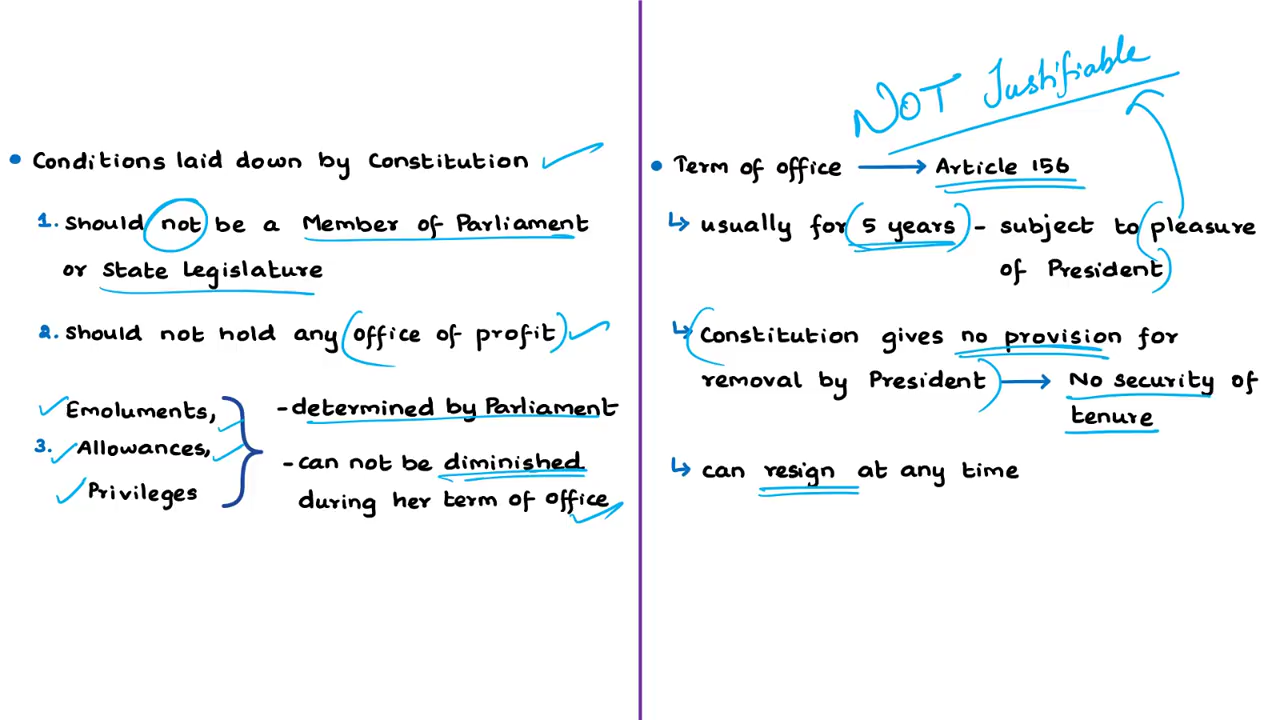 • Conditions laid down by Constitution
1. Should not be a Member of Parliament
or State Legislature
2. Should not hold any office of profit
Emoluments,
3. Allowances,
Privileges
- determined by Parliament
- can not be diminished
during her term of office
NOT Justifiable
• Term of office → Article 156
↳ usually for 5 years - subject to pleasure
of President
↳ Constitution gives no provision for
removal by President → No security of
tenure
↳ can resign at any time